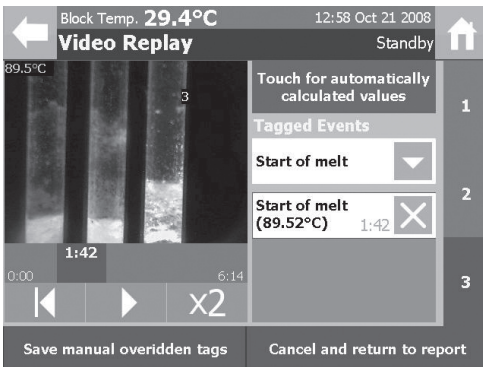 Block Temp. 29.4°C
12:58 Oct 21 2008
Video Replay
Standby
89.5°C
3
Touch for automatically
calculated values
Tagged Events
Start of melt
Start of melt
(89.52°C)
1:42
1:42
0:00
6:14
x2
1
2
3
Save manual overidden tags
Cancel and return to report